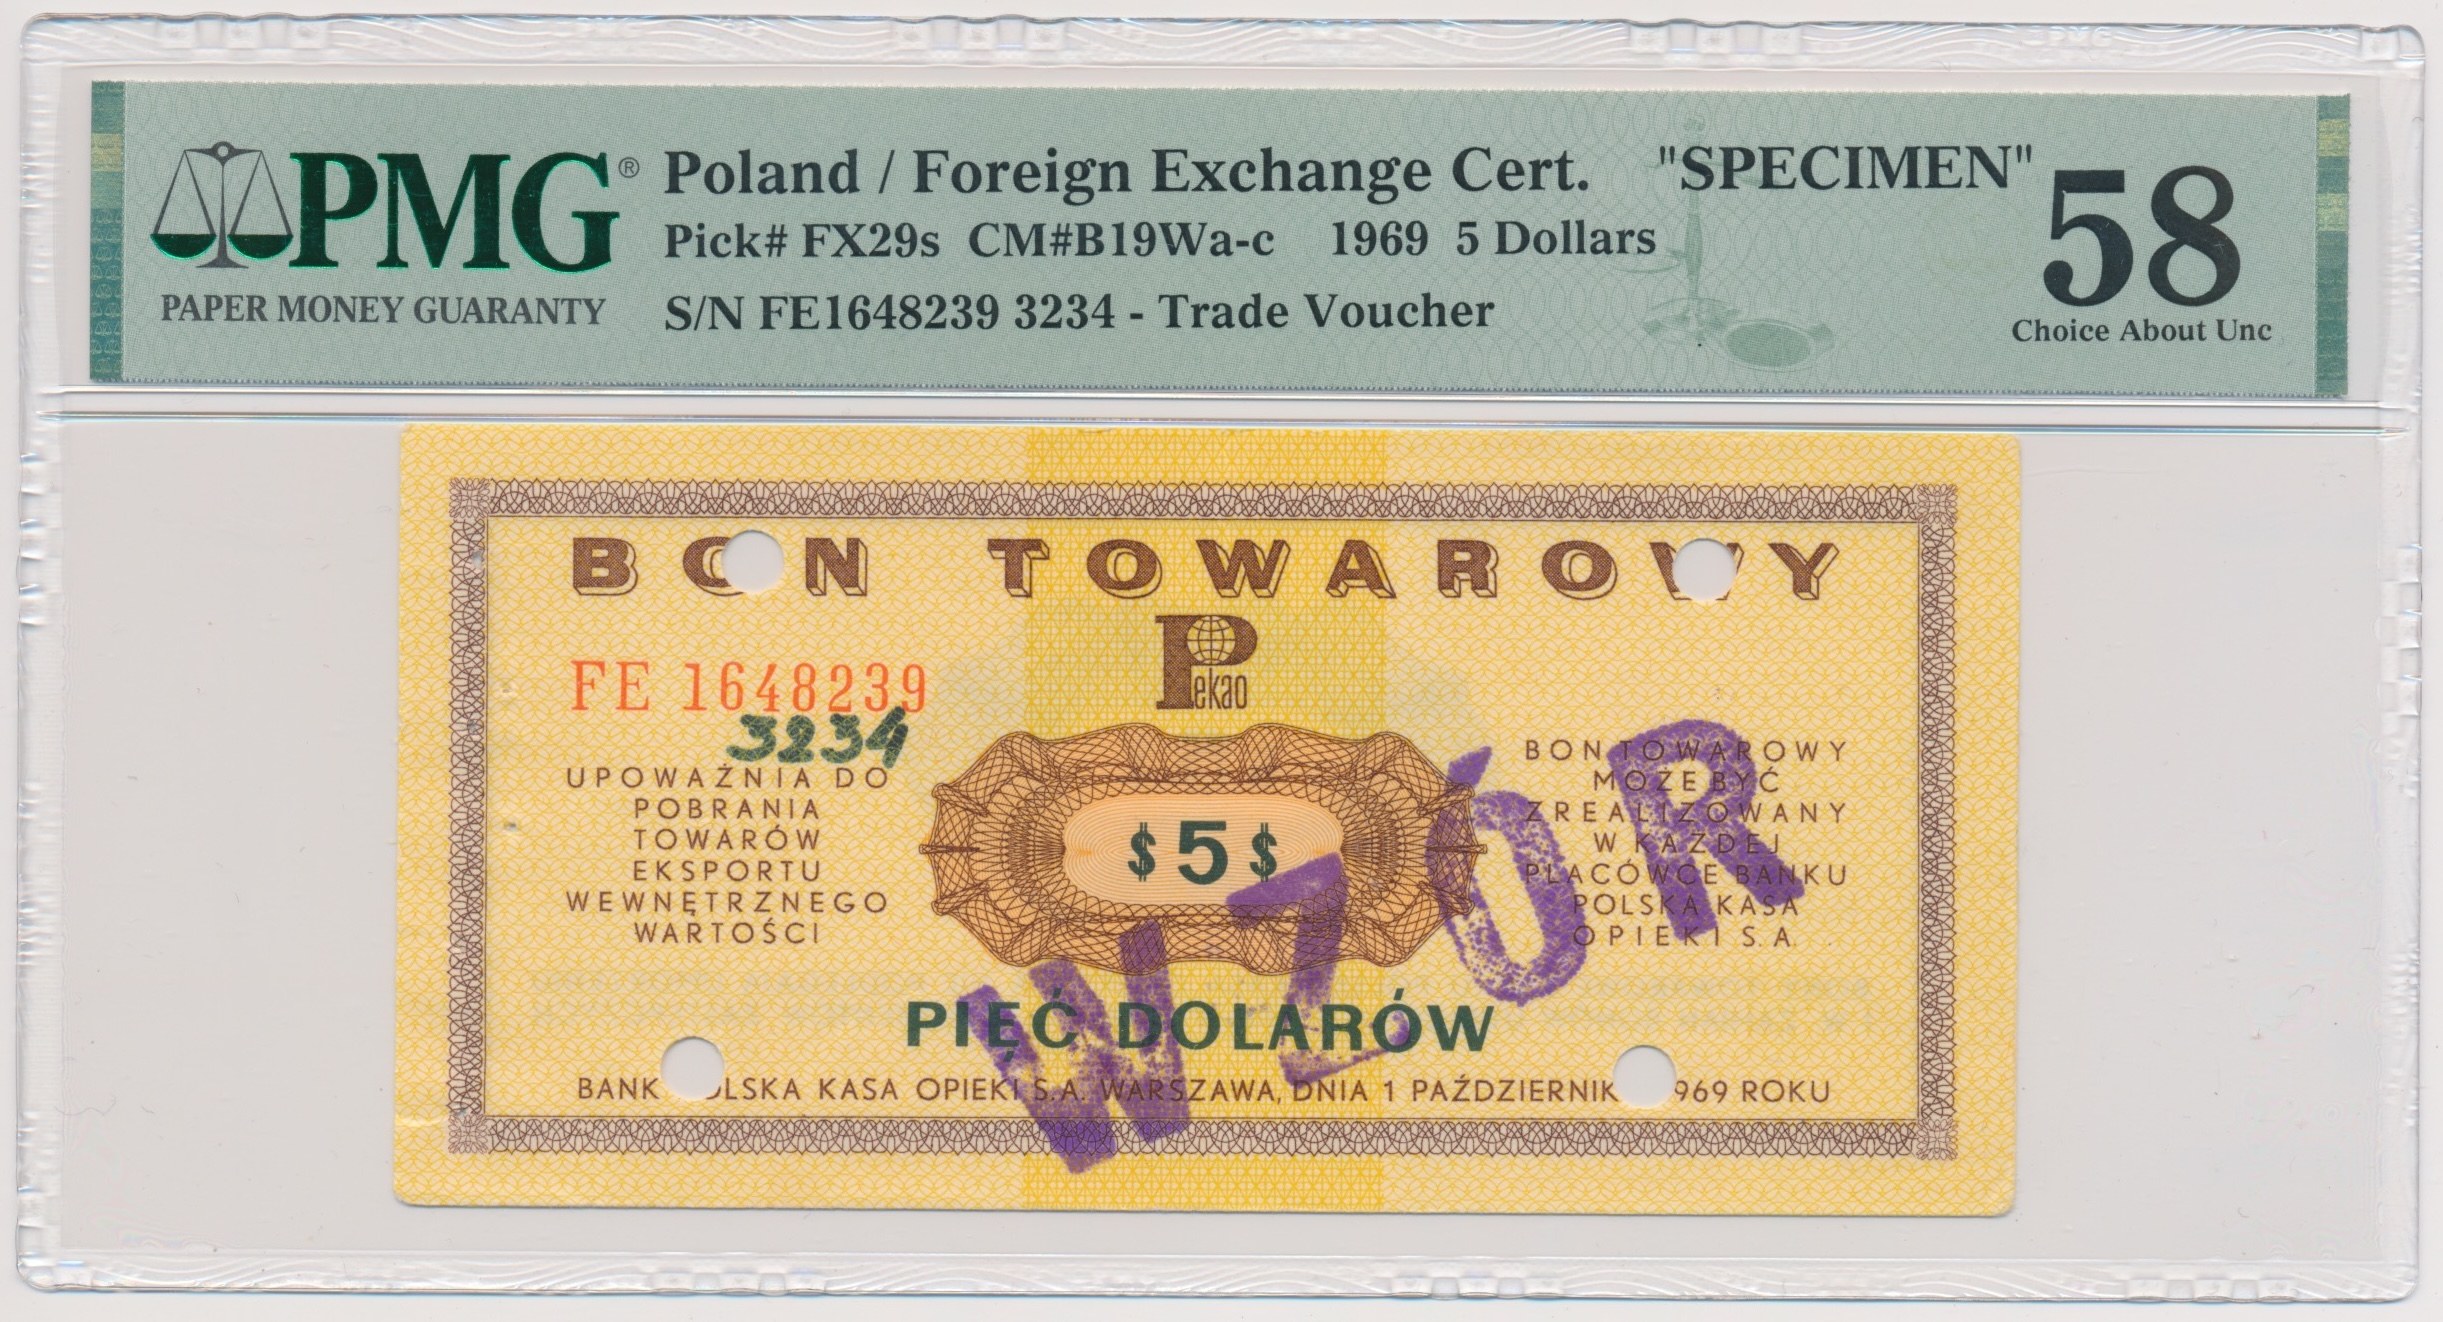 PMG® Poland / Foreign Exchange Cert. "SPECIMEN" 58
Pick# FX29s CM#B19Wa-c 1969 5 Dollars
PAPER MONEY GUARANTY S/N FE1648239 3234 - Trade Voucher
Choice About Unc
BON TOWAROWY
Pekao
FE 1648239
3234
UPOWAŻNIA DO
POBRANIA
TOWARÓW
EKSPORTU
WEWNĘTRZNEGO
WARTOŚCI
$5$
BON TOWAROWY
MOŻE BYĆ
ZREALIZOWANY
W KAŻDEJ
PLACÓWCE BANKU
POLSKA KASA
OPIEKI S.A.
WZÓR
PIĘĆ DOLARÓW
BANK POLSKA KASA OPIEKI S.A. WARSZAWA, DNIA 1 PAŹDZIERNIKA 1969 ROKU